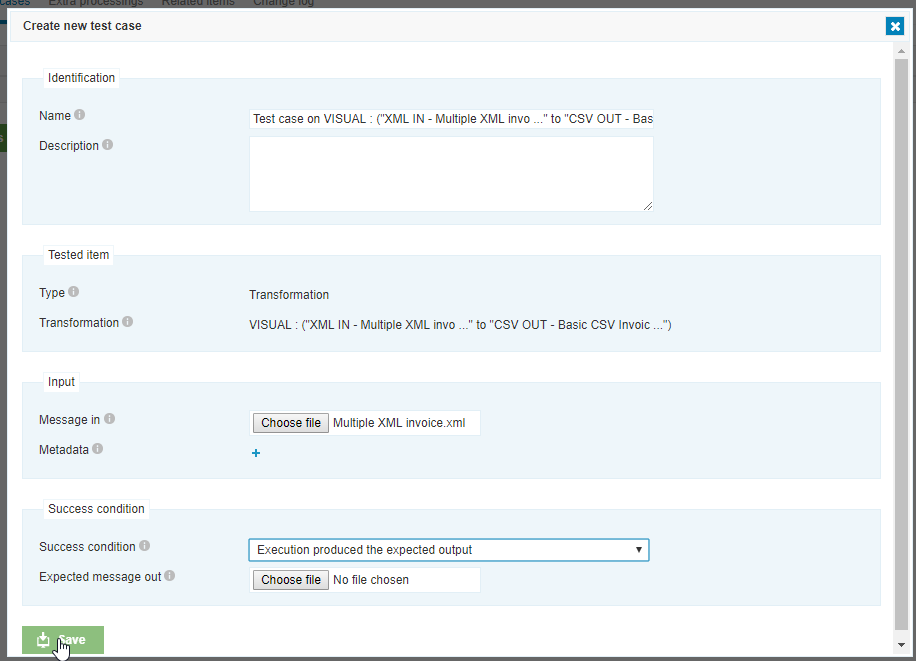 cases Extra processings Related items Change log
Create new test case
Identification
Name
Test case on VISUAL : ("XML IN - Multiple XML invo ..." to "CSV OUT - Bas
Description
Tested item
Type
Transformation
Transformation
VISUAL : ("XML IN - Multiple XML invo ..." to "CSV OUT - Basic CSV Invoic ...")
Input
Message in
Choose file Multiple XML invoice.xml
Metadata
+
Success condition
Success condition
Execution produced the expected output
Expected message out
Choose file No file chosen
Save